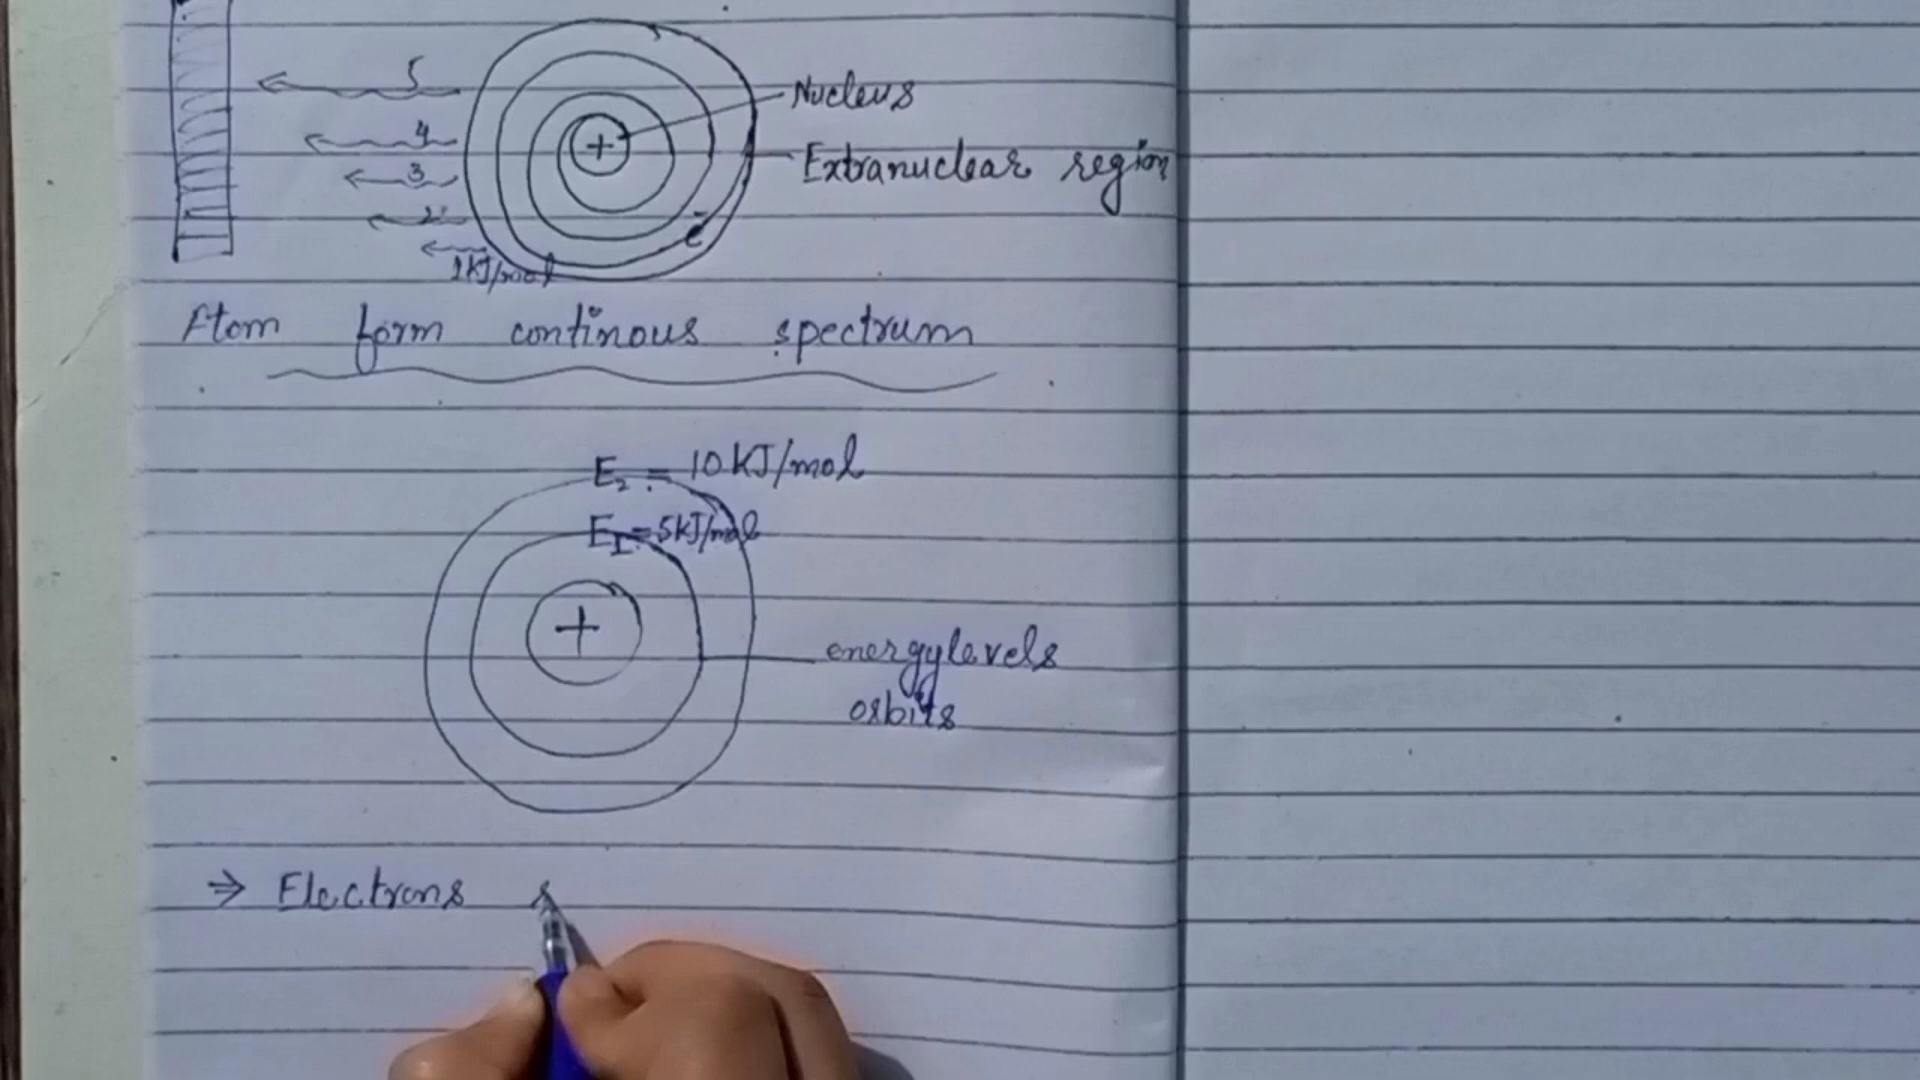 5
Nucleus
4
+
Extranuclear region
3
2
e-
1KJ/mol
Atom form continous spectrum
E2 = 10KJ/mol
E1 = 5KJ/mol
+
energylevels
orbits
⇒ Electrons s